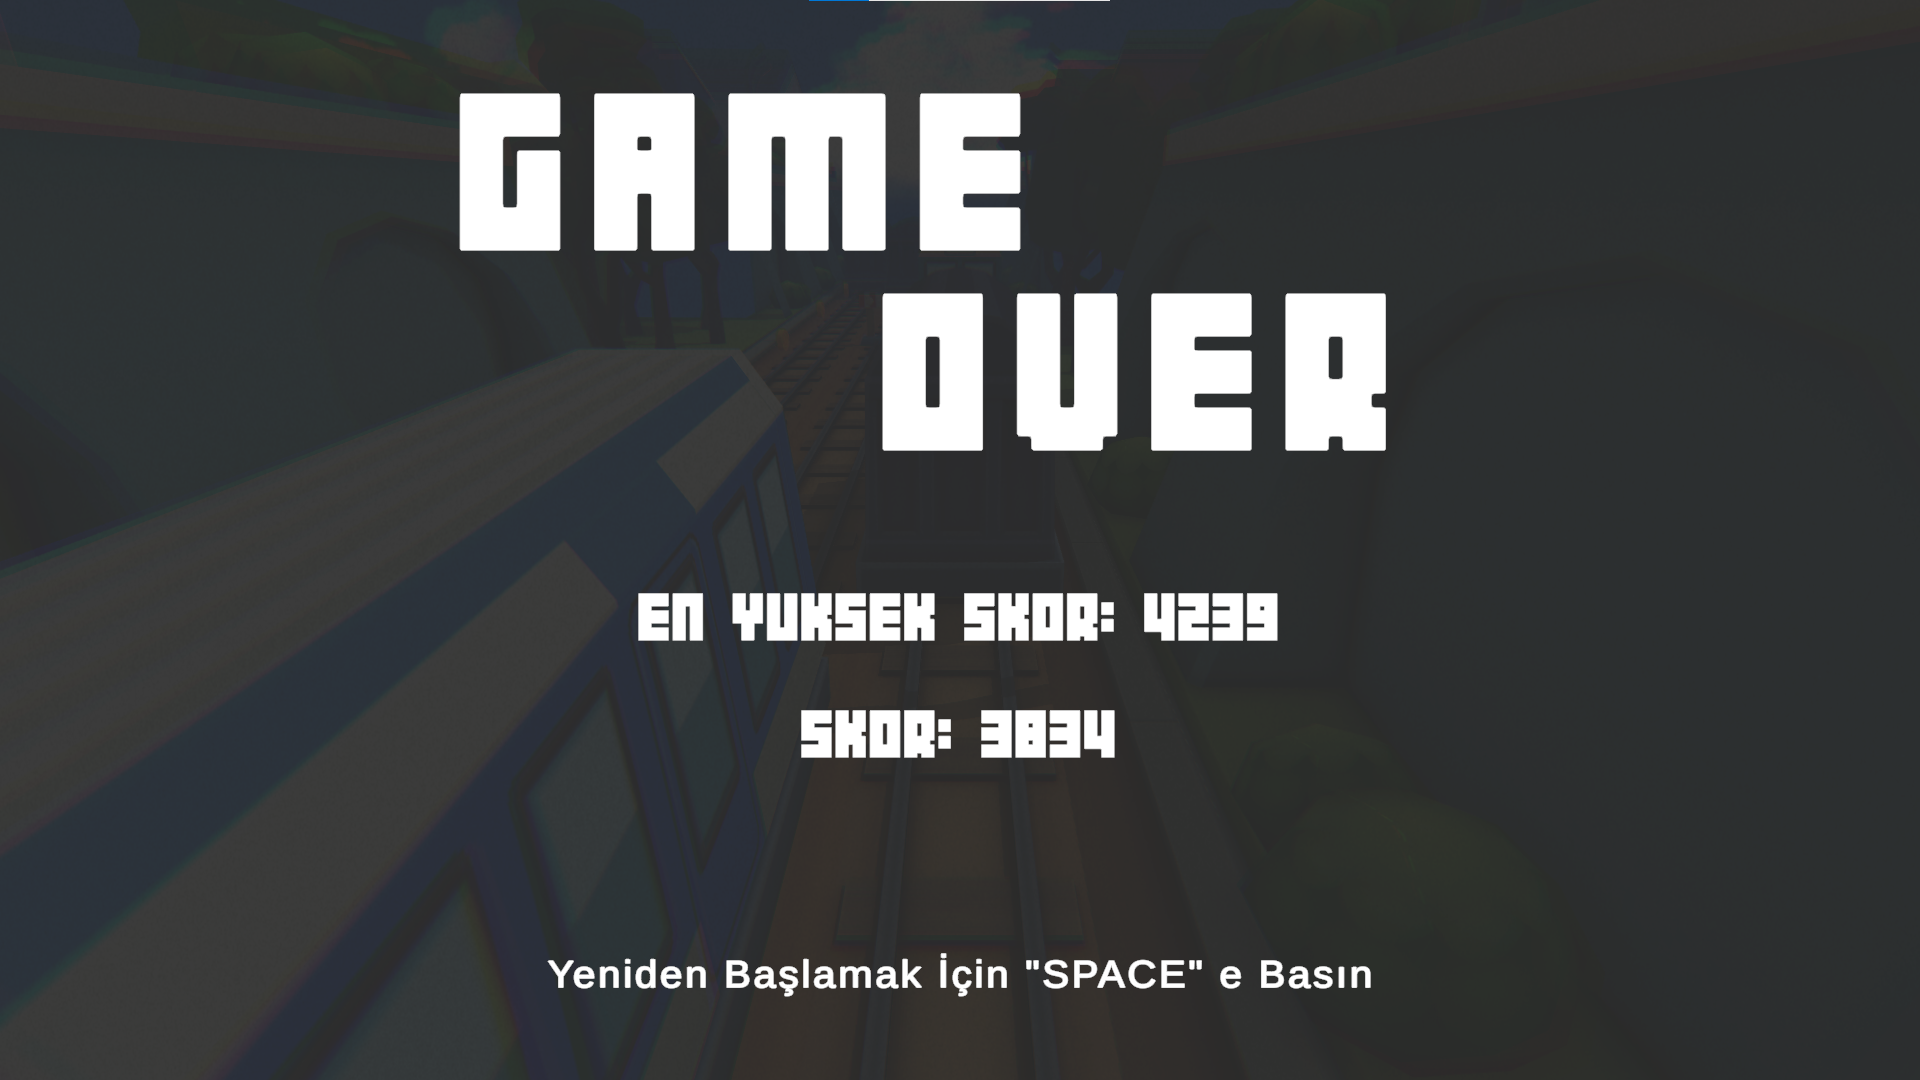 GAME
OVER
EN YUKSEK SKOR: 4239
SKOR: 3834
Yeniden Başlamak İçin "SPACE" e Basın